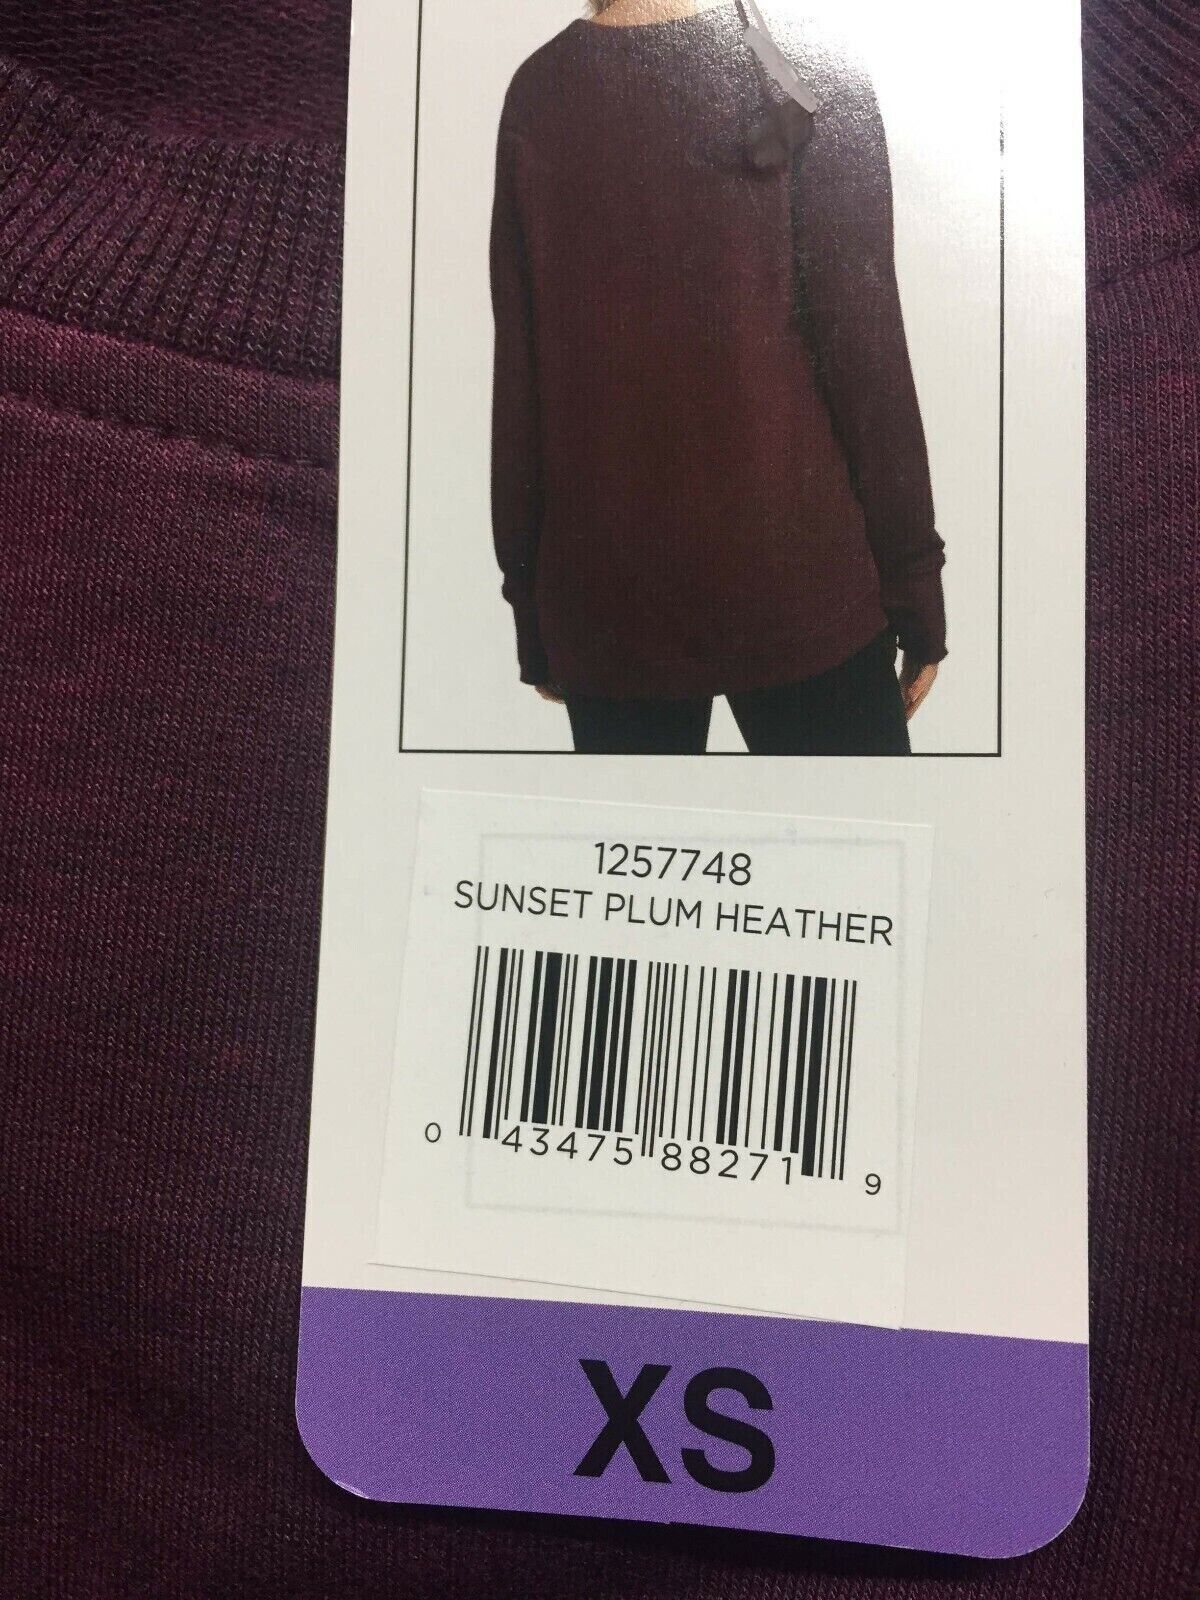 1257748
SUNSET PLUM HEATHER
0 43475 88271 9
XS